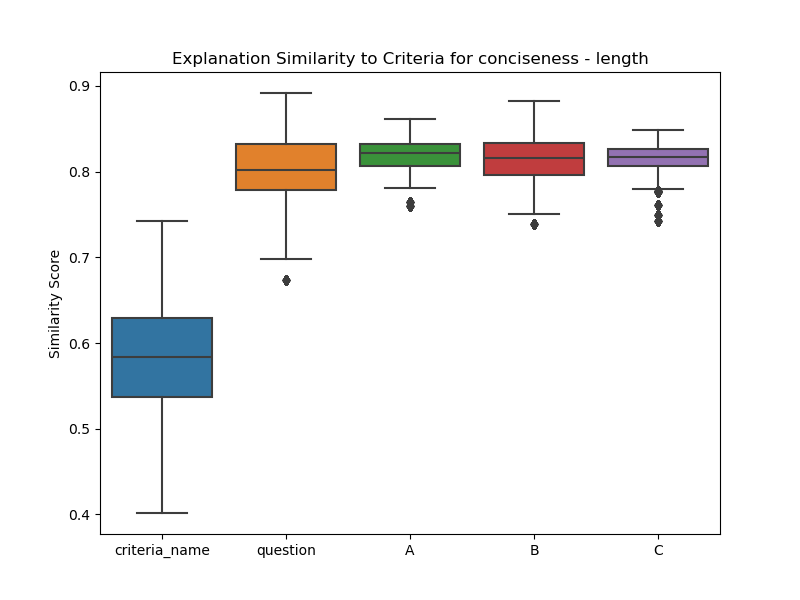 Explanation Similarity to Criteria for conciseness - length
Similarity Score
0.9
0.8
0.7
0.6
0.5
0.4
criteria_name
question
A
B
C